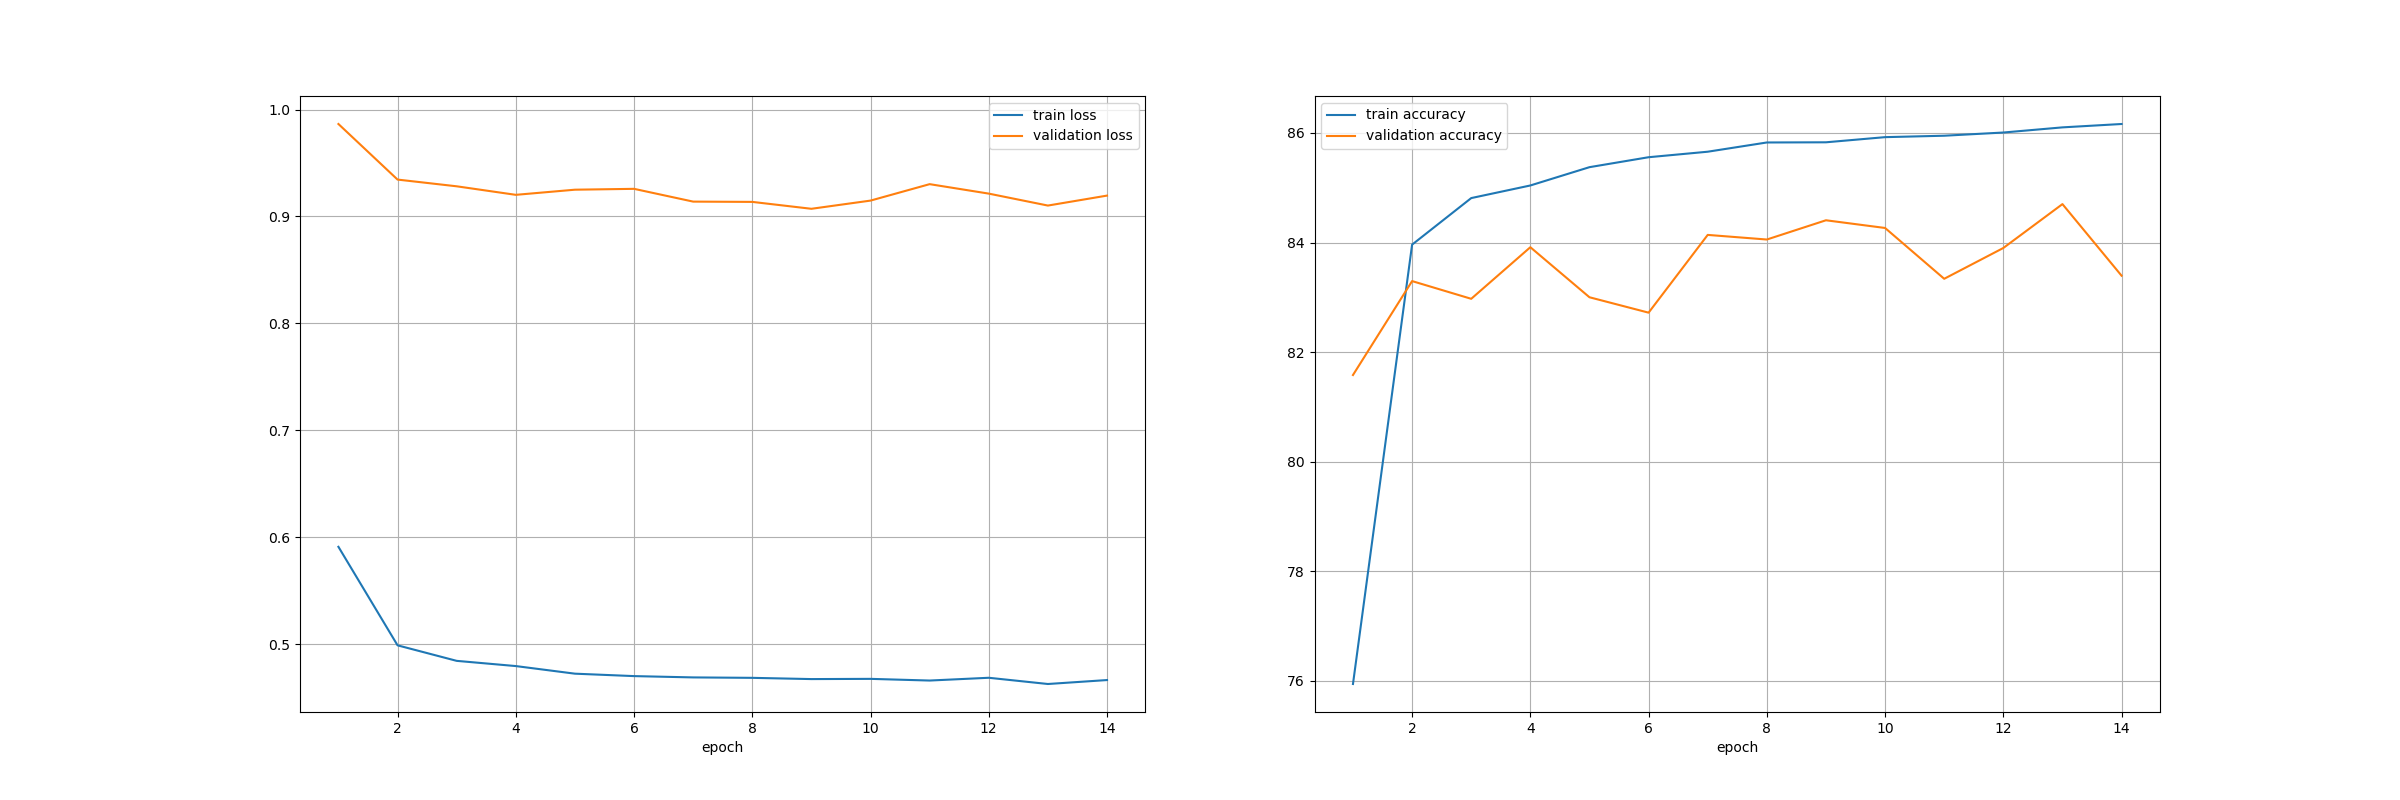 train loss
validation loss
1.0
0.9
0.8
0.7
0.6
0.5
2 4 6 8 10 12 14
epoch
train accuracy
validation accuracy
86
84
82
80
78
76
2 4 6 8 10 12 14
epoch